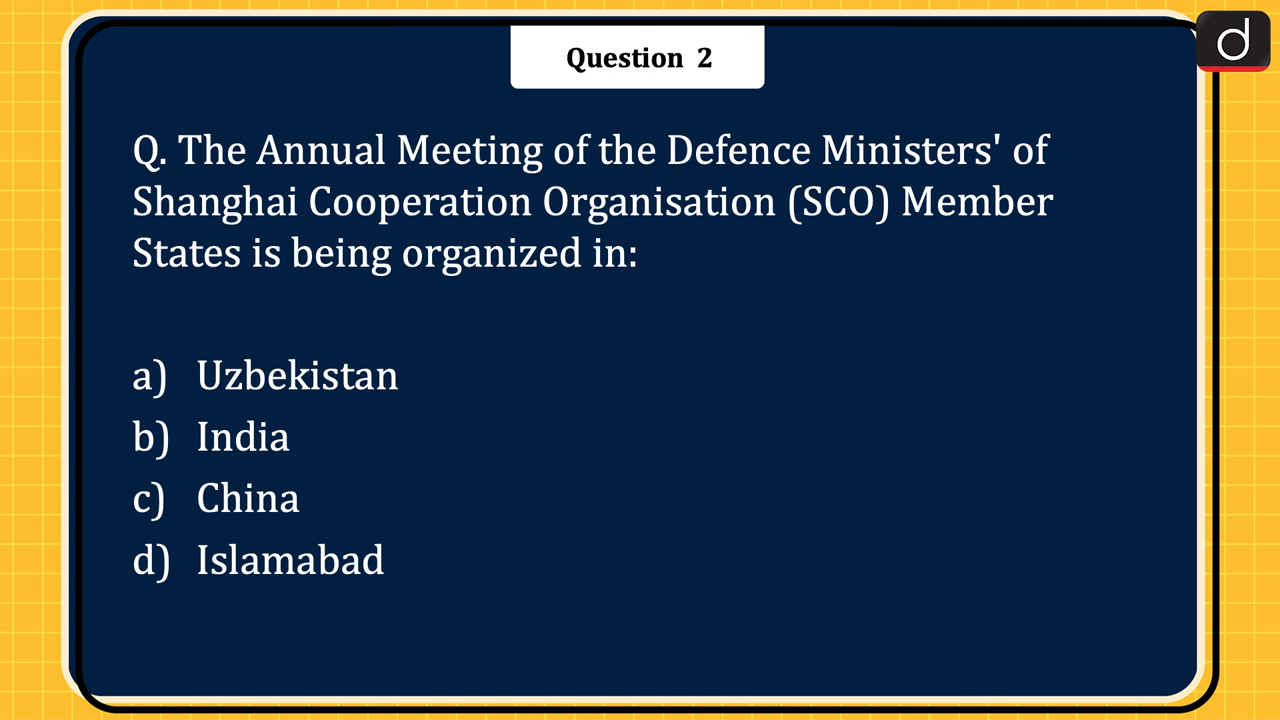 Question 2
d
Q. The Annual Meeting of the Defence Ministers' of
Shanghai Cooperation Organisation (SCO) Member
States is being organized in:
a) Uzbekistan
b) India
c) China
d) Islamabad